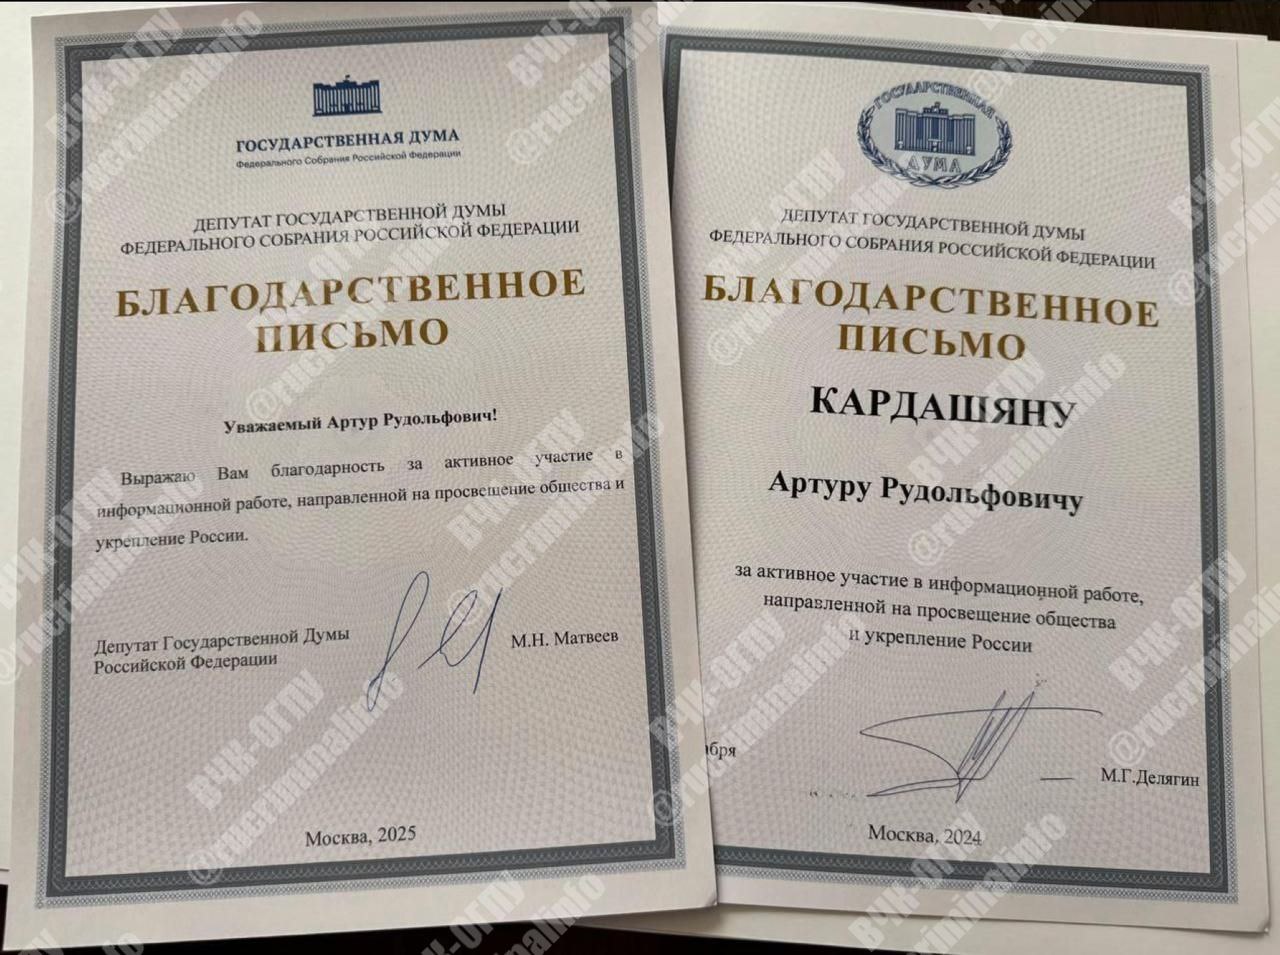 ГОСУДАРСТВЕННАЯ ДУМА
Федерального Собрания Российской Федерации
ДЕПУТАТ ГОСУДАРСТВЕННОЙ ДУМЫ
ФЕДЕРАЛЬНОГО СОБРАНИЯ РОССИЙСКОЙ ФЕДЕРАЦИИ
БЛАГОДАРСТВЕННОЕ
ПИСЬМО
Уважаемый Артур Рудольфович!
Выражаю Вам благодарность за активное участие в
информационной работе, направленной на просвещение общества и
укрепление России.
Депутат Государственной Думы
Российской Федерации
М.Н. Матвеев
Москва, 2025
ГОСУДАРСТВЕННАЯ
ДУМА
ДЕПУТАТ ГОСУДАРСТВЕННОЙ ДУМЫ
ФЕДЕРАЛЬНОГО СОБРАНИЯ РОССИЙСКОЙ ФЕДЕРАЦИИ
БЛАГОДАРСТВЕННОЕ
ПИСЬМО
КАРДАШЯНУ
Артуру Рудольфовичу
за активное участие в информационной работе,
направленной на просвещение общества
и укрепление России
М.Г.Делягин
Москва, 2024
ВЧК-ОГПУ
@rucriminalinfo